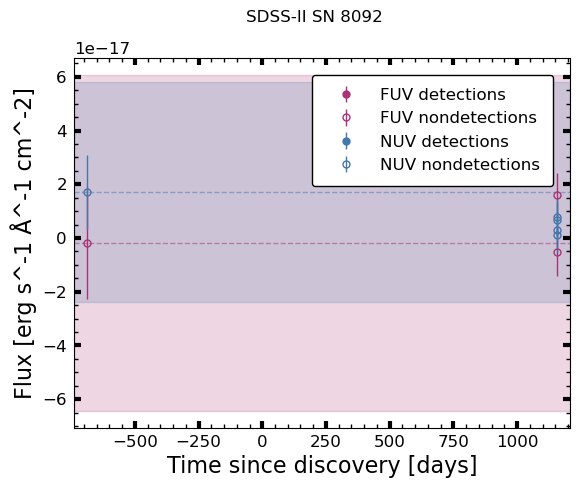 SDSS-II SN 8092
1e−17
6
4
2
0
−2
−4
−6
Flux [erg s^-1 Å^-1 cm^-2]
FUV detections
FUV nondetections
NUV detections
NUV nondetections
−500 −250 0 250 500 750 1000
Time since discovery [days]